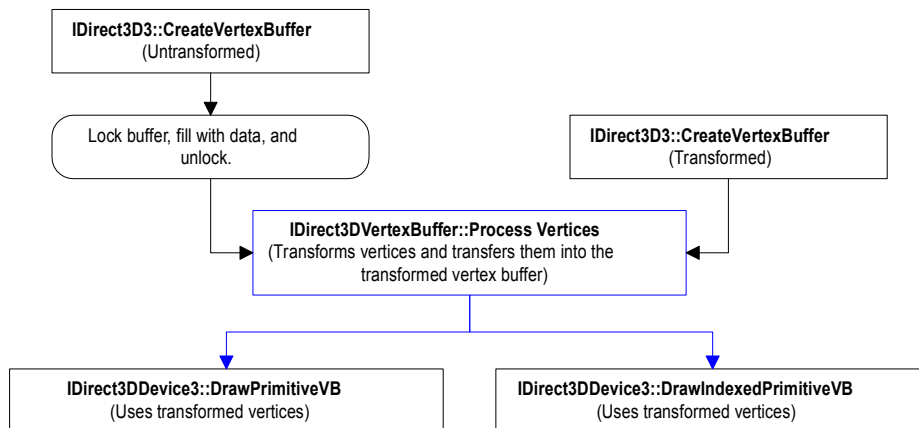 IDirect3D3::CreateVertexBuffer
(Untransformed)
Lock buffer, fill with data, and
unlock.
IDirect3D3::CreateVertexBuffer
(Transformed)
IDirect3DVertexBuffer::Process Vertices
(Transforms vertices and transfers them into the
transformed vertex buffer)
IDirect3DDevice3::DrawPrimitiveVB
(Uses transformed vertices)
IDirect3DDevice3::DrawIndexedPrimitiveVB
(Uses transformed vertices)